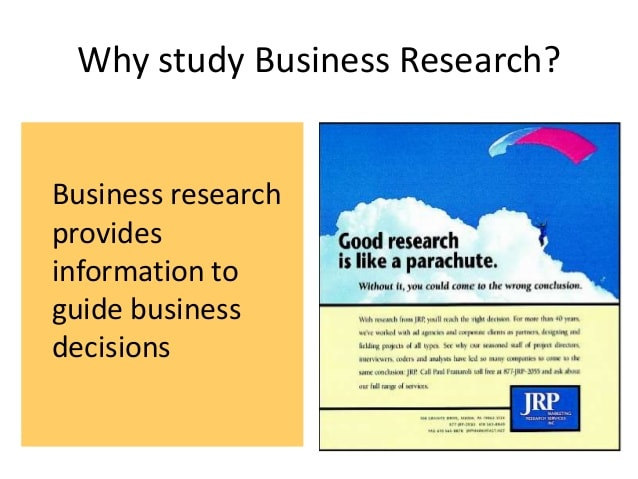 Why study Business Research?
Business research
provides
information to
guide business
decisions
Good research
is like a parachute.
Without it, you could come to the wrong conclusion.
With research from JRP, you'll reach the right decision. For more than 40 years,
we've worked with ad agencies and corporate clients as partners, designing and
fielding projects of all types. See why our seasoned staff of project directors,
interviewers, coders and analysts have led so many companies to come to the
same conclusion: JRP. Call Paul Frattaroli toll free at 877-JRP-2055 and ask about
our full range of services.
JRP
MARKETING
RESEARCH SERVICES
INC